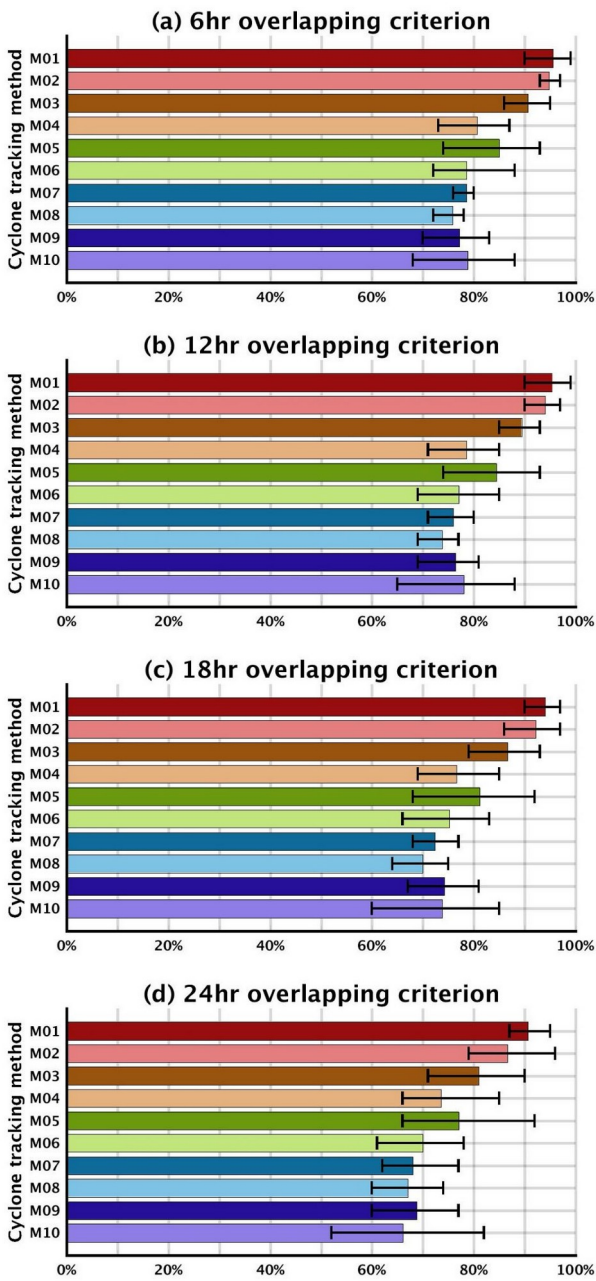 (a) 6hr overlapping criterion
Cyclone tracking method
M01
M02
M03
M04
M05
M06
M07
M08
M09
M10
0% 20% 40% 60% 80% 100%
(b) 12hr overlapping criterion
Cyclone tracking method
M01
M02
M03
M04
M05
M06
M07
M08
M09
M10
0% 20% 40% 60% 80% 100%
(c) 18hr overlapping criterion
Cyclone tracking method
M01
M02
M03
M04
M05
M06
M07
M08
M09
M10
0% 20% 40% 60% 80% 100%
(d) 24hr overlapping criterion
Cyclone tracking method
M01
M02
M03
M04
M05
M06
M07
M08
M09
M10
0% 20% 40% 60% 80% 100%